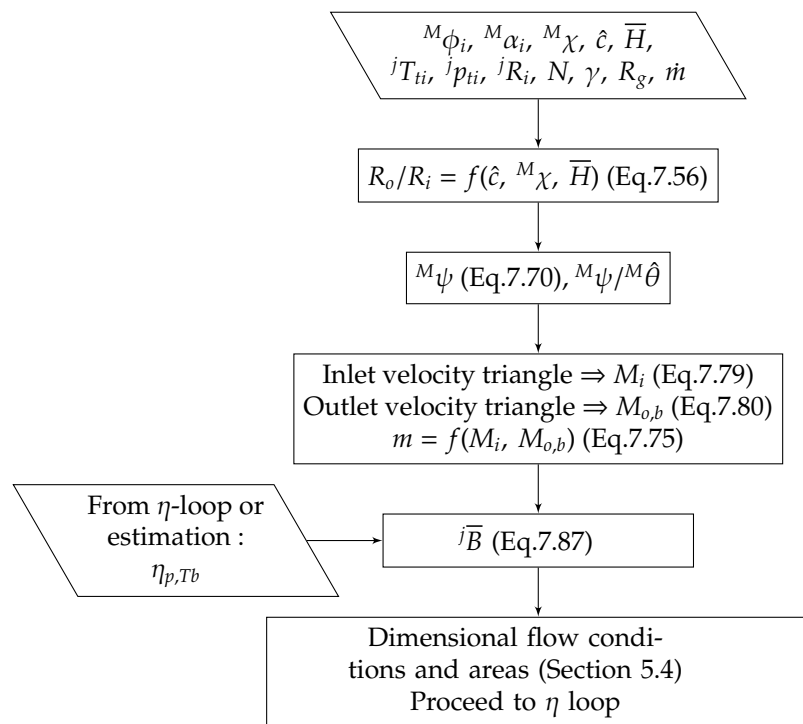 ᴹϕᵢ, ᴹαᵢ, ᴹχ, ĉ, H̅,
ʲTₜᵢ, ʲpₜᵢ, ʲRᵢ, N, γ, R_g, ṁ
Rₒ/Rᵢ = f(ĉ, ᴹχ, H̅) (Eq.7.56)
ᴹψ (Eq.7.70), ᴹψ/ᴹθ̂
Inlet velocity triangle ⇒ Mᵢ (Eq.7.79)
Outlet velocity triangle ⇒ M_{o,b} (Eq.7.80)
m = f(Mᵢ, M_{o,b}) (Eq.7.75)
From η-loop or
estimation :
η_{p,Tb}
ʲB̅ (Eq.7.87)
Dimensional flow condi-
tions and areas (Section 5.4)
Proceed to η loop